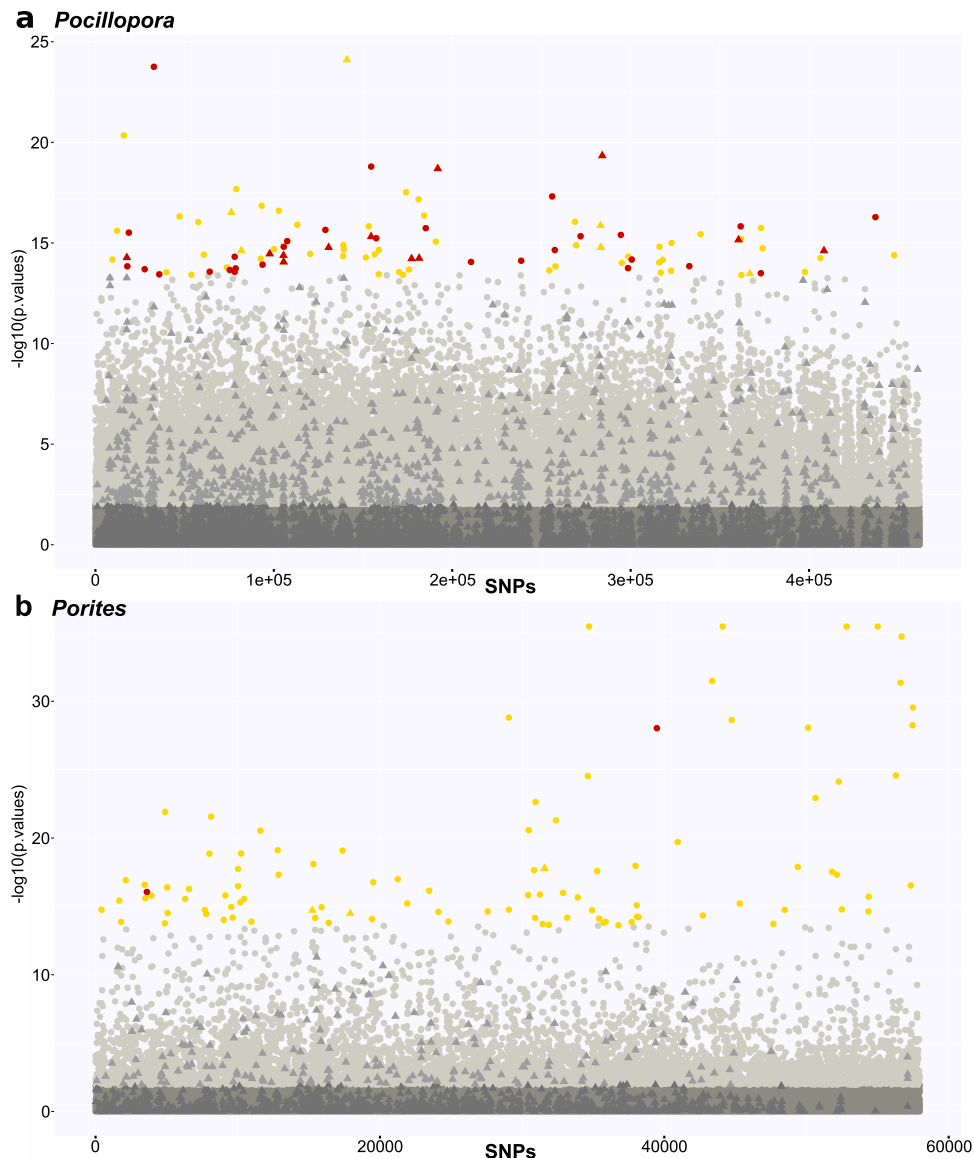 a Pocillopora
25
20
15
10
5
0
-log10(p.values)
0 1e+05 2e+05 3e+05 4e+05
SNPs
b Porites
30
20
10
0
-log10(p.values)
0 20000 40000 60000
SNPs